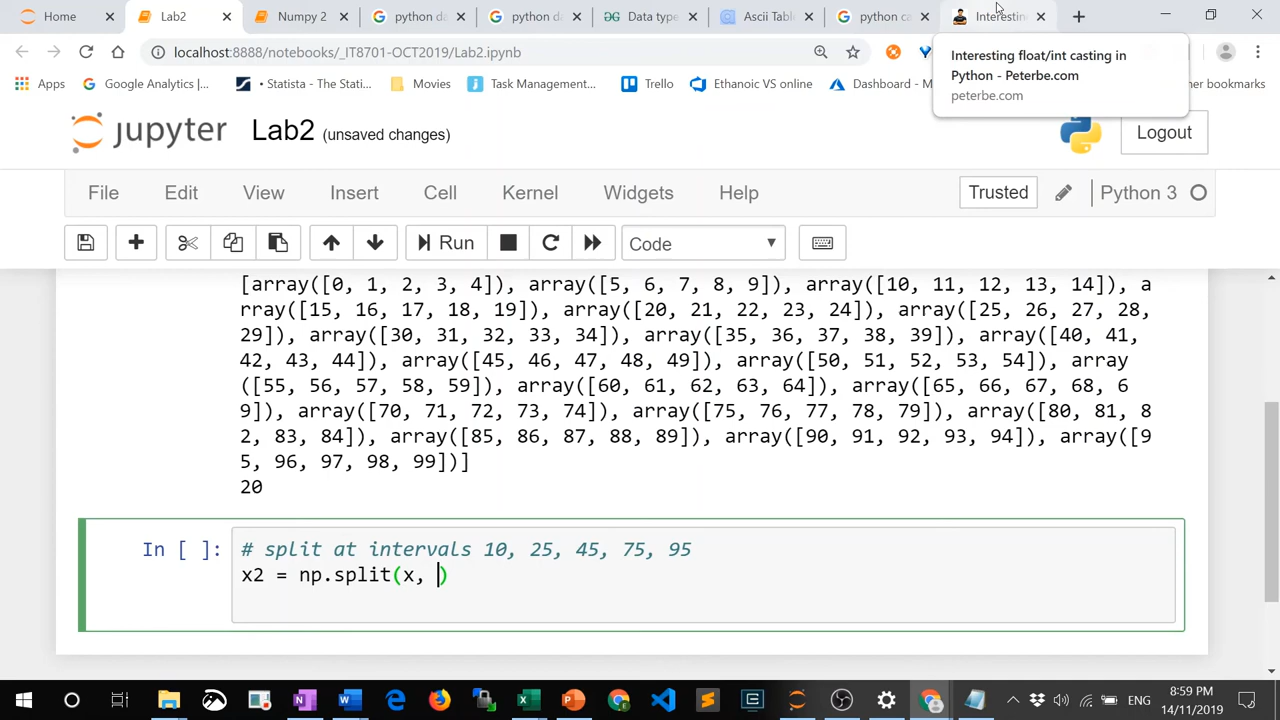 Home
Lab2
Numpy 2
python da
python da
Data type
Ascii Tabl
python ca
Interestin
localhost:8888/notebooks/_IT8701-OCT2019/Lab2.ipynb
Interesting float/int casting in
Python - Peterbe.com
peterbe.com
Apps
Google Analytics (...
• Statista - The Stati...
Movies
Task Management...
Trello
Ethanoic VS online
Dashboard -
her bookmarks
jupyter Lab2 (unsaved changes)
Logout
File Edit View Insert Cell Kernel Widgets Help
Trusted
Python 3
Run
Code
[array([0, 1, 2, 3, 4]), array([5, 6, 7, 8, 9]), array([10, 11, 12, 13, 14]), a
rray([15, 16, 17, 18, 19]), array([20, 21, 22, 23, 24]), array([25, 26, 27, 28,
29]), array([30, 31, 32, 33, 34]), array([35, 36, 37, 38, 39]), array([40, 41,
42, 43, 44]), array([45, 46, 47, 48, 49]), array([50, 51, 52, 53, 54]), array
([55, 56, 57, 58, 59]), array([60, 61, 62, 63, 64]), array([65, 66, 67, 68, 6
9]), array([70, 71, 72, 73, 74]), array([75, 76, 77, 78, 79]), array([80, 81, 8
2, 83, 84]), array([85, 86, 87, 88, 89]), array([90, 91, 92, 93, 94]), array([9
5, 96, 97, 98, 99])]
20
In [ ]:
# split at intervals 10, 25, 45, 75, 95
x2 = np.split(x, )
ENG
8:59 PM
14/11/2019